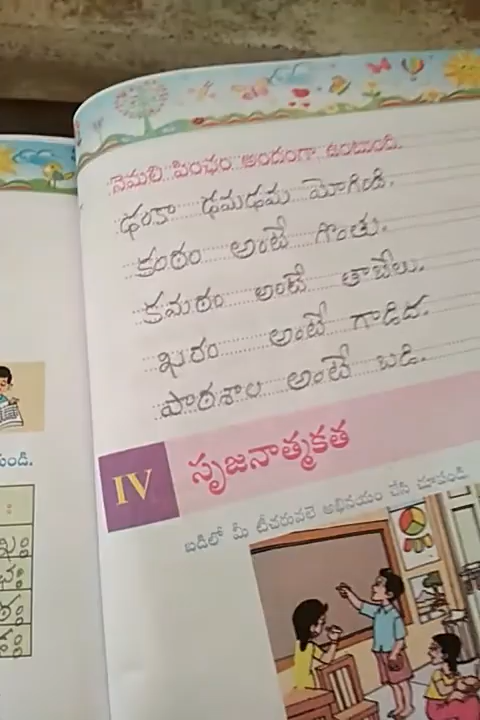 నెమలి పింఛం అందంగా ఉంటుంది.
ఢంకా ఢమఢమ మోగింది.
కంఠం అంటే గొంతు.
కమఠం అంటే తాబేలు.
ఖరం అంటే గాడిద.
పాఠశాల అంటే బడి.
IV సృజనాత్మకత
బడిలో మీ టీచరువలె అభినయం చేసి చూపండి.
యండి.